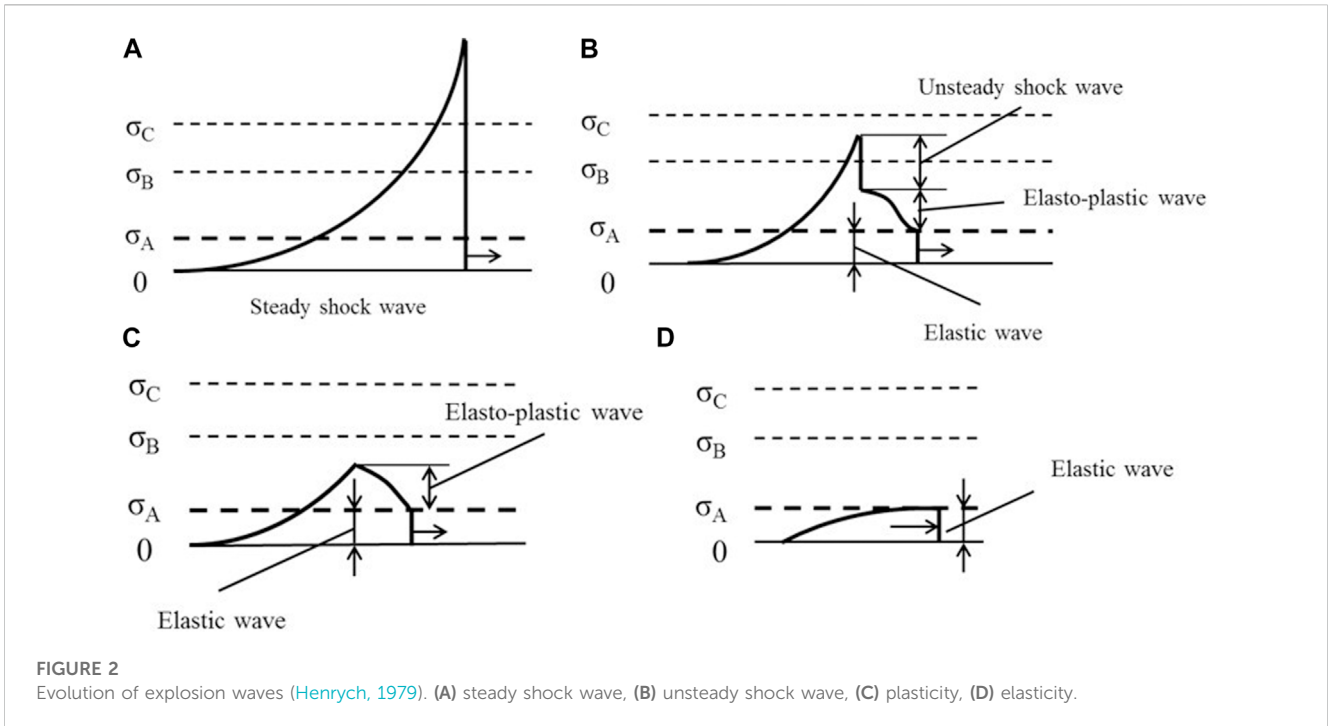 A
σC
σB
σA
0
Steady shock wave
B
σC
σB
σA
0
Unsteady shock wave
Elasto-plastic wave
Elastic wave
C
σC
σB
σA
0
Elasto-plastic wave
Elastic wave
D
σC
σB
σA
0
Elastic wave
FIGURE 2
Evolution of explosion waves (Henrych, 1979). (A) steady shock wave, (B) unsteady shock wave, (C) plasticity, (D) elasticity.